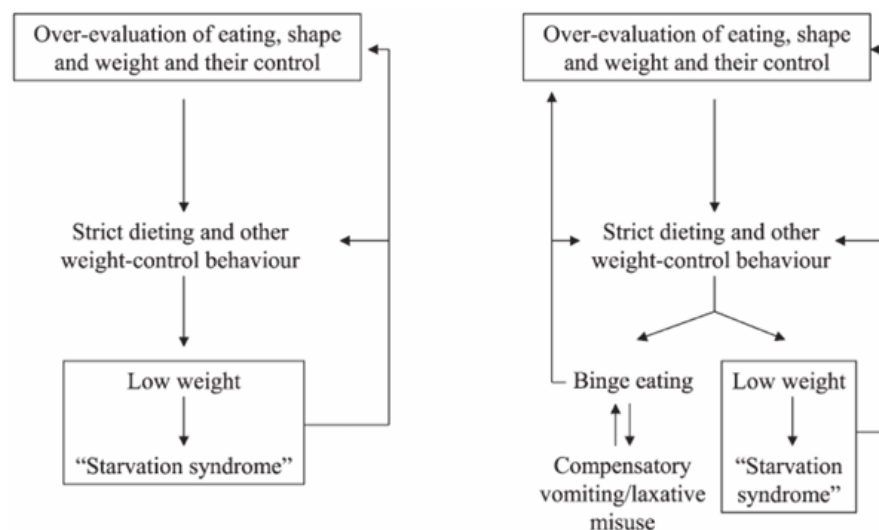 Over-evaluation of eating, shape
and weight and their control
Strict dieting and other
weight-control behaviour
Low weight
“Starvation syndrome”
Over-evaluation of eating, shape
and weight and their control
Strict dieting and other
weight-control behaviour
Binge eating
Compensatory
vomiting/laxative
misuse
Low weight
“Starvation
syndrome”